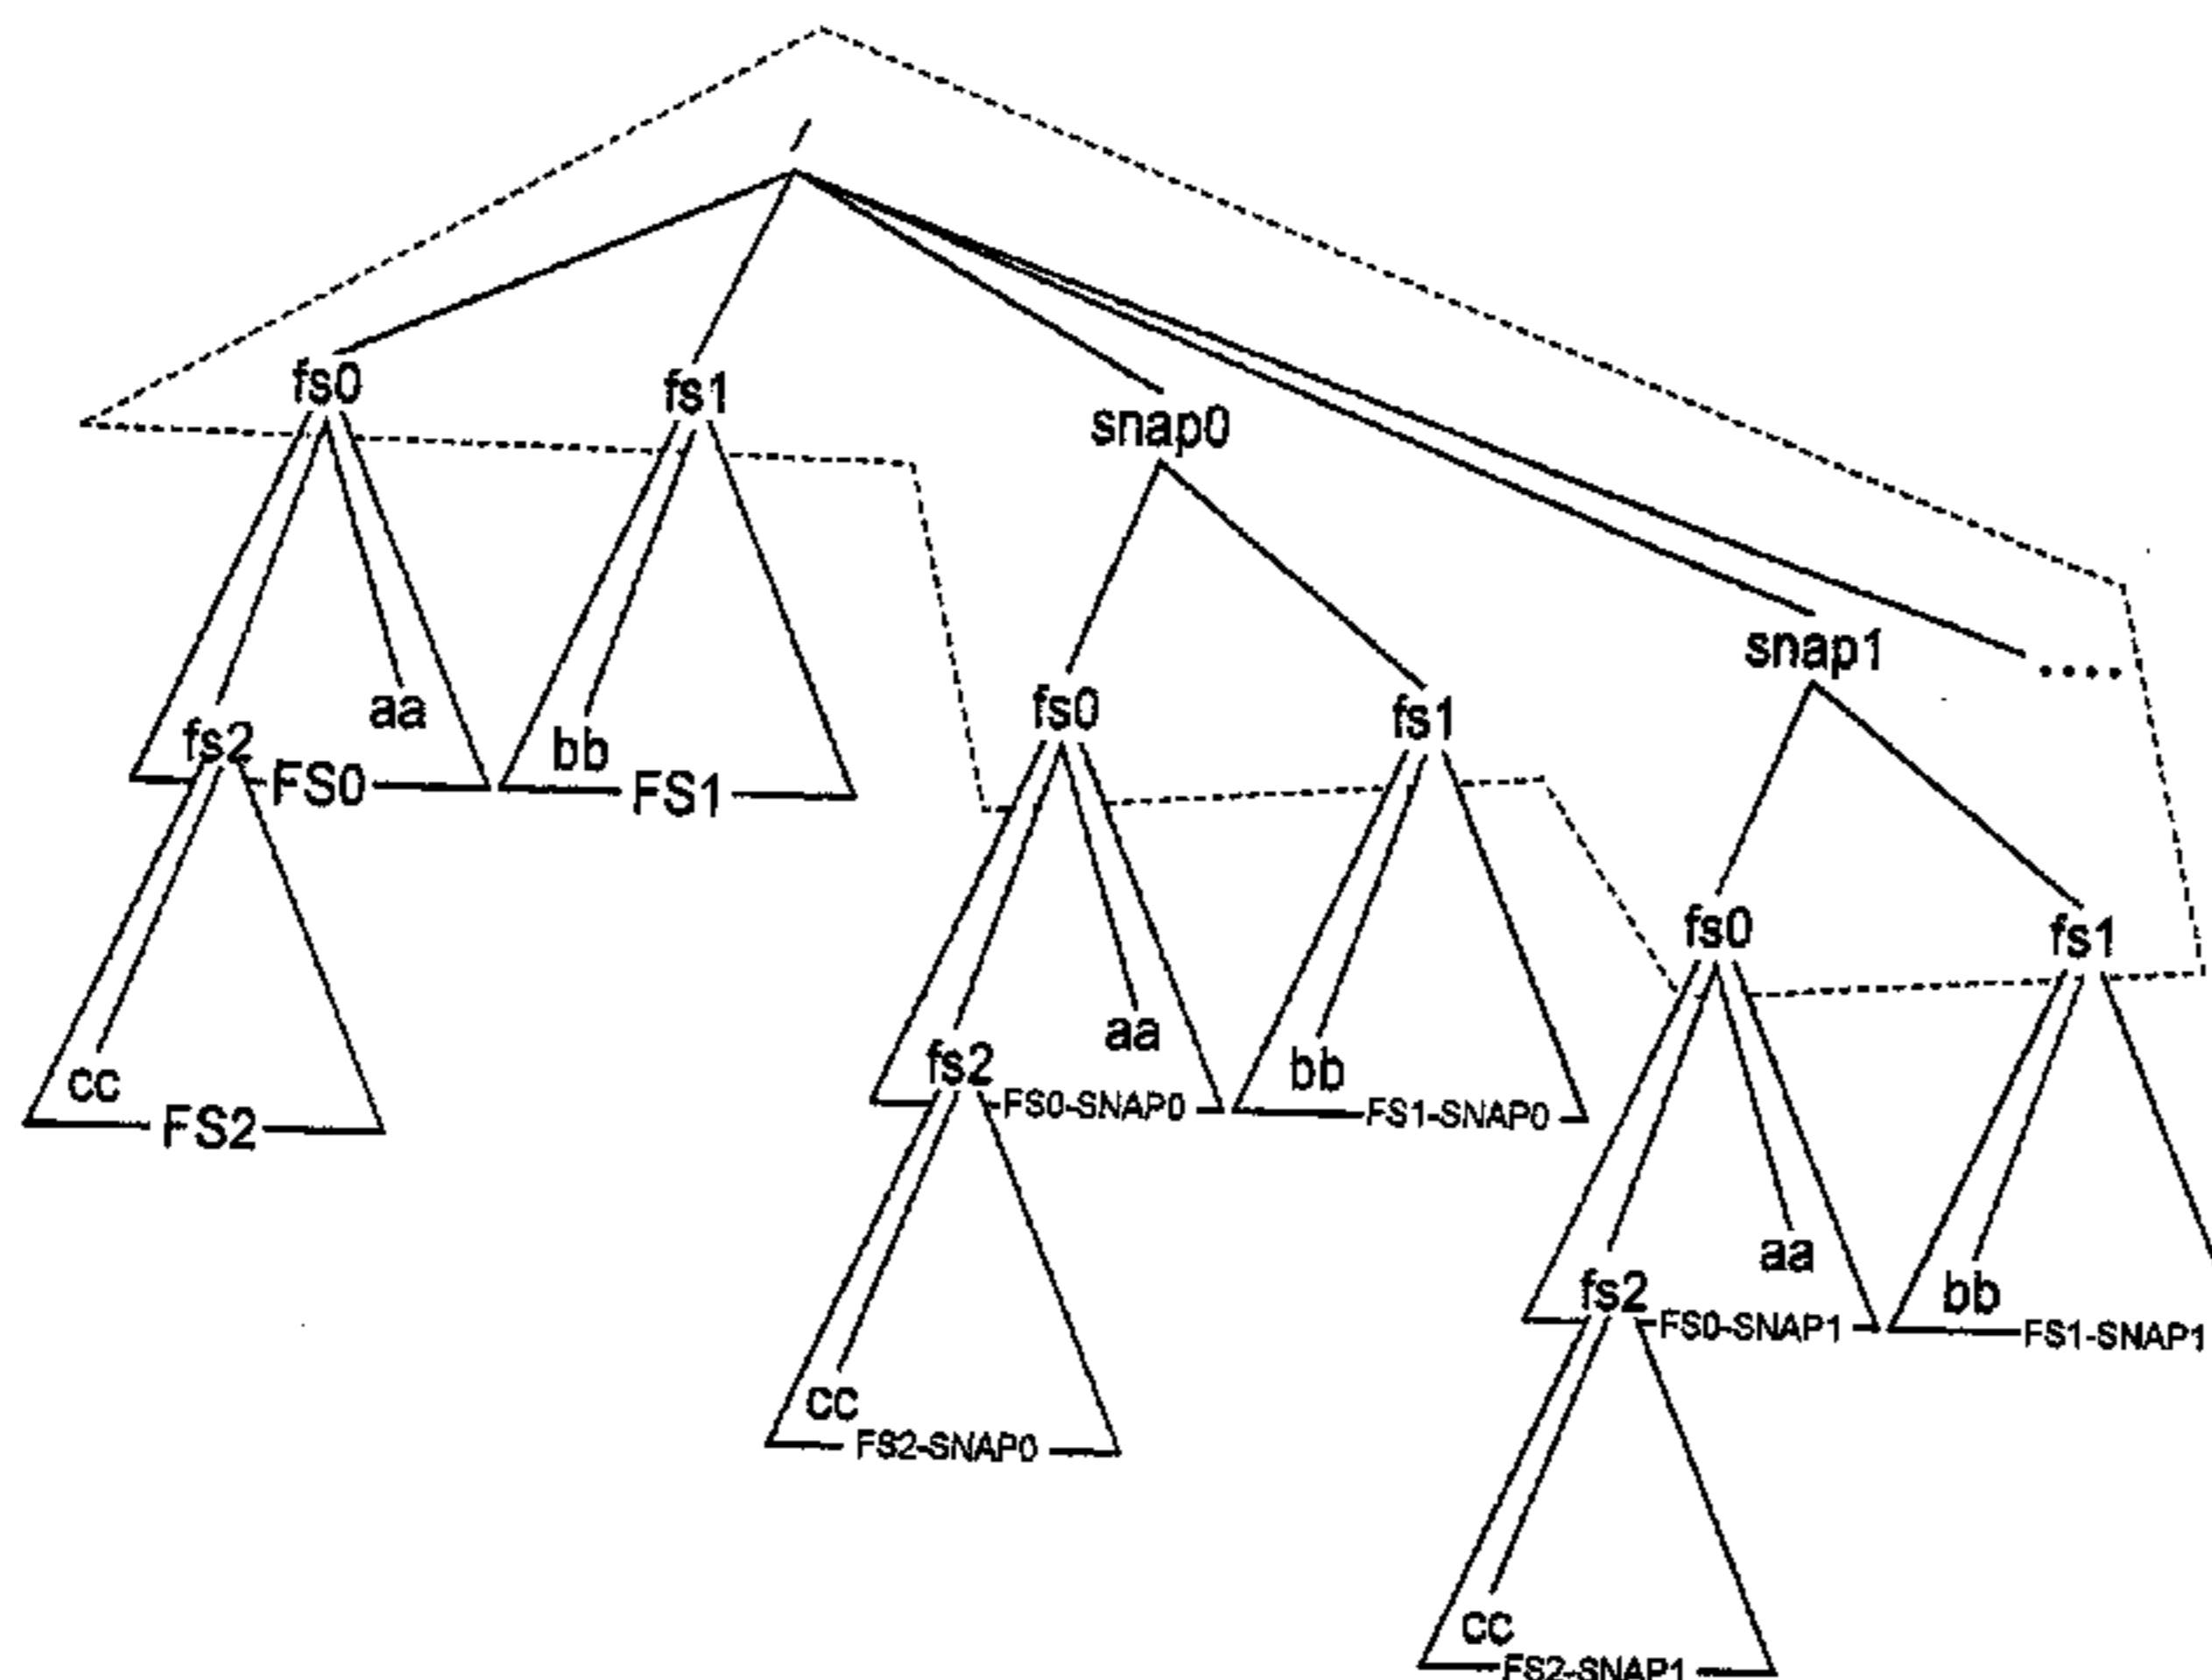 /
fs0
fs1
snap0
snap1
....
fs0
fs1
aa
fs2
bb
FS0
FS1
fs0
fs1
cc
FS2
aa
fs2
bb
FS0-SNAP0
FS1-SNAP0
aa
fs2
bb
FS0-SNAP1
FS1-SNAP1
cc
FS2-SNAP0
cc
FS2-SNAP1